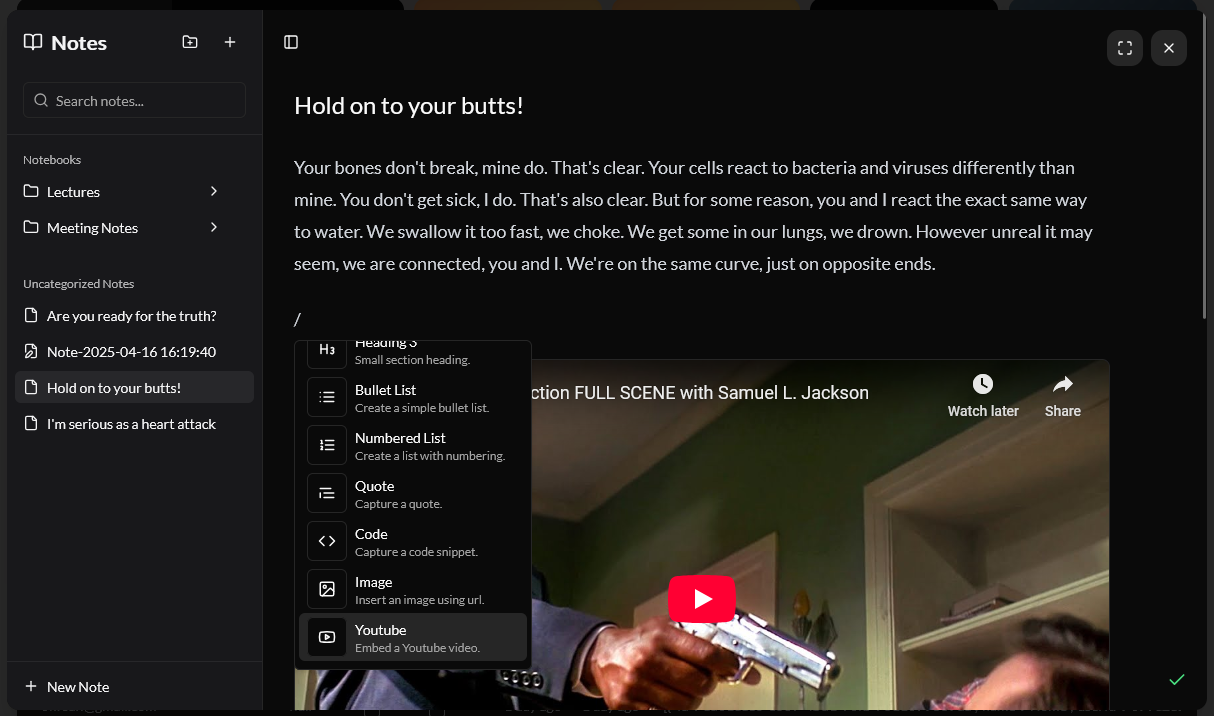 Notes
Search notes...
Notebooks
Lectures
Meeting Notes
Uncategorized Notes
Are you ready for the truth?
Note-2025-04-16 16:19:40
Hold on to your butts!
I'm serious as a heart attack
New Note
Hold on to your butts!
Your bones don't break, mine do. That's clear. Your cells react to bacteria and viruses differently than
mine. You don't get sick, I do. That's also clear. But for some reason, you and I react the exact same way
to water. We swallow it too fast, we choke. We get some in our lungs, we drown. However unreal it may
seem, we are connected, you and I. We're on the same curve, just on opposite ends.
/
H3 Heading 3
Small section heading.
Bullet List
Create a simple bullet list.
Numbered List
Create a list with numbering.
Quote
Capture a quote.
Code
Capture a code snippet.
Image
Insert an image using url.
Youtube
Embed a Youtube video.
ction FULL SCENE with Samuel L. Jackson
Watch later
Share